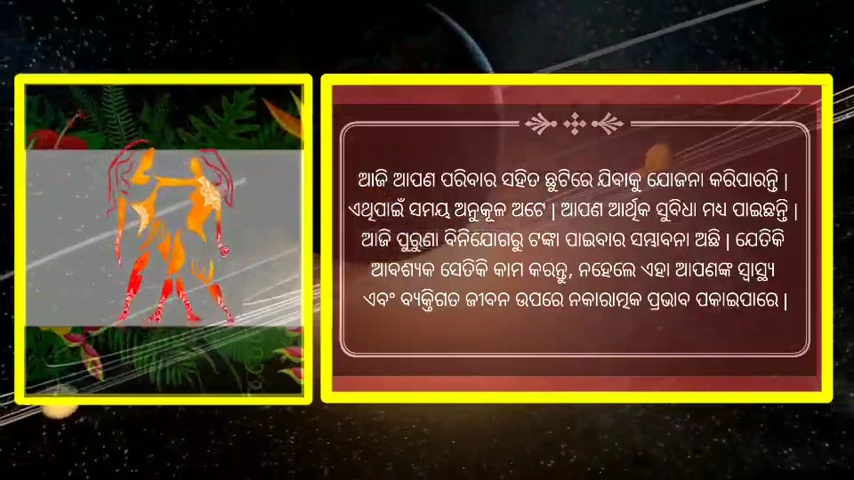 ଆଜି ଆପଣ ପରିବାର ସହିତ ଛୁଟିରେ ଯିବାକୁ ଯୋଜନା କରିପାରନ୍ତି |
ଏଥିପାଇଁ ସମୟ ଅନୁକୂଳ ଅଟେ | ଆପଣ ଆର୍ଥିକ ସୁବିଧା ମଧ୍ୟ ପାଇଛନ୍ତି |
ଆଜି ପୁରୁଣା ବିନିଯୋଗରୁ ଟଙ୍କା ପାଇବାର ସମ୍ଭାବନା ଅଛି | ଯେତିକି
ଆବଶ୍ୟକ ସେତିକି କାମ କରନ୍ତୁ, ନହେଲେ ଏହା ଆପଣଙ୍କ ସ୍ୱାସ୍ଥ୍ୟ
ଏବଂ ବ୍ୟକ୍ତିଗତ ଜୀବନ ଉପରେ ନକାରାତ୍ମକ ପ୍ରଭାବ ପକାଇପାରେ |